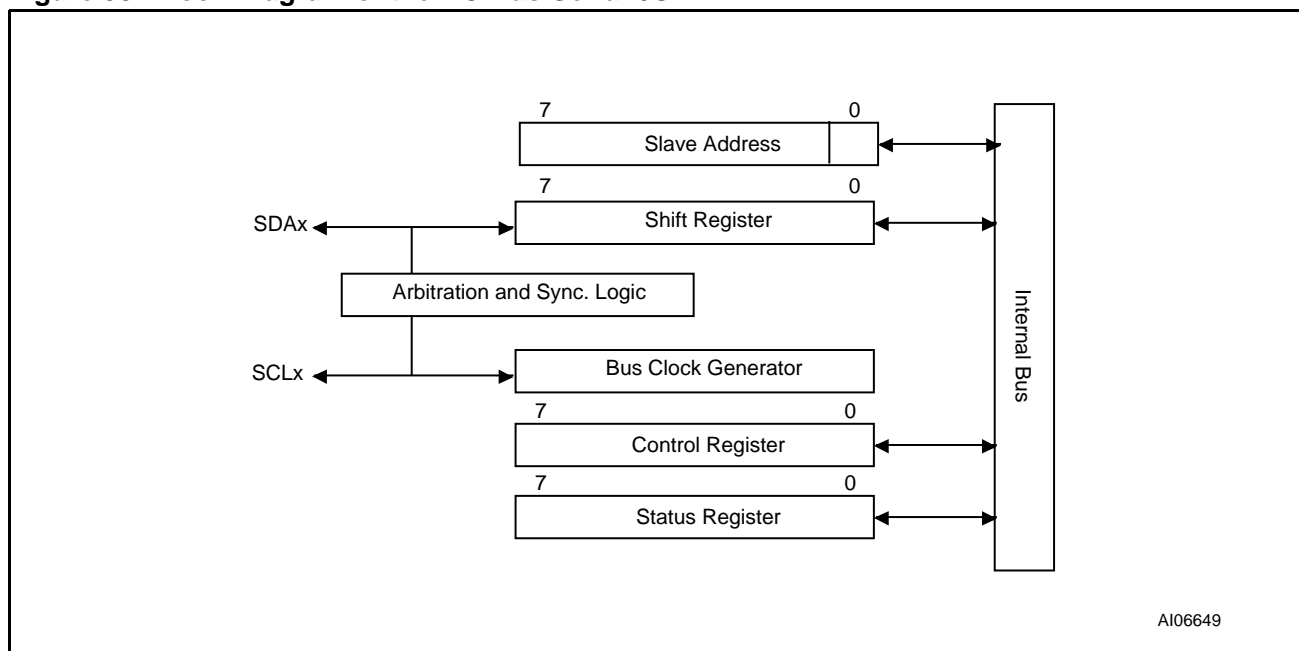 7 0
Slave Address
7 0
SDAx
Shift Register
Arbitration and Sync. Logic
SCLx
Bus Clock Generator
7 0
Control Register
7 0
Status Register
Internal Bus
AI06649